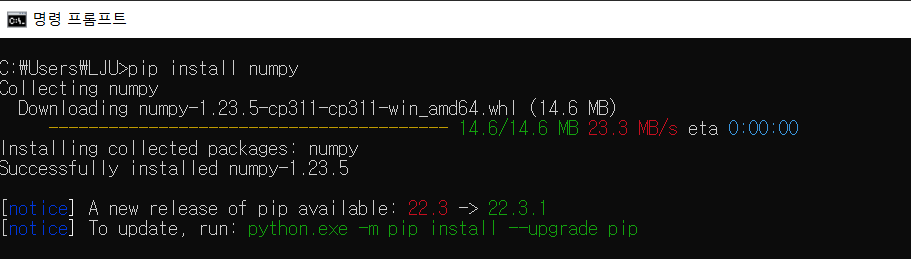 명령 프롬프트
C:₩Users₩LJU>pip install numpy
Collecting numpy
  Downloading numpy-1.23.5-cp311-cp311-win_amd64.whl (14.6 MB)
     ---------------------------------------- 14.6/14.6 MB 23.3 MB/s eta 0:00:00
Installing collected packages: numpy
Successfully installed numpy-1.23.5
[notice] A new release of pip available: 22.3 -> 22.3.1
[notice] To update, run: python.exe -m pip install --upgrade pip